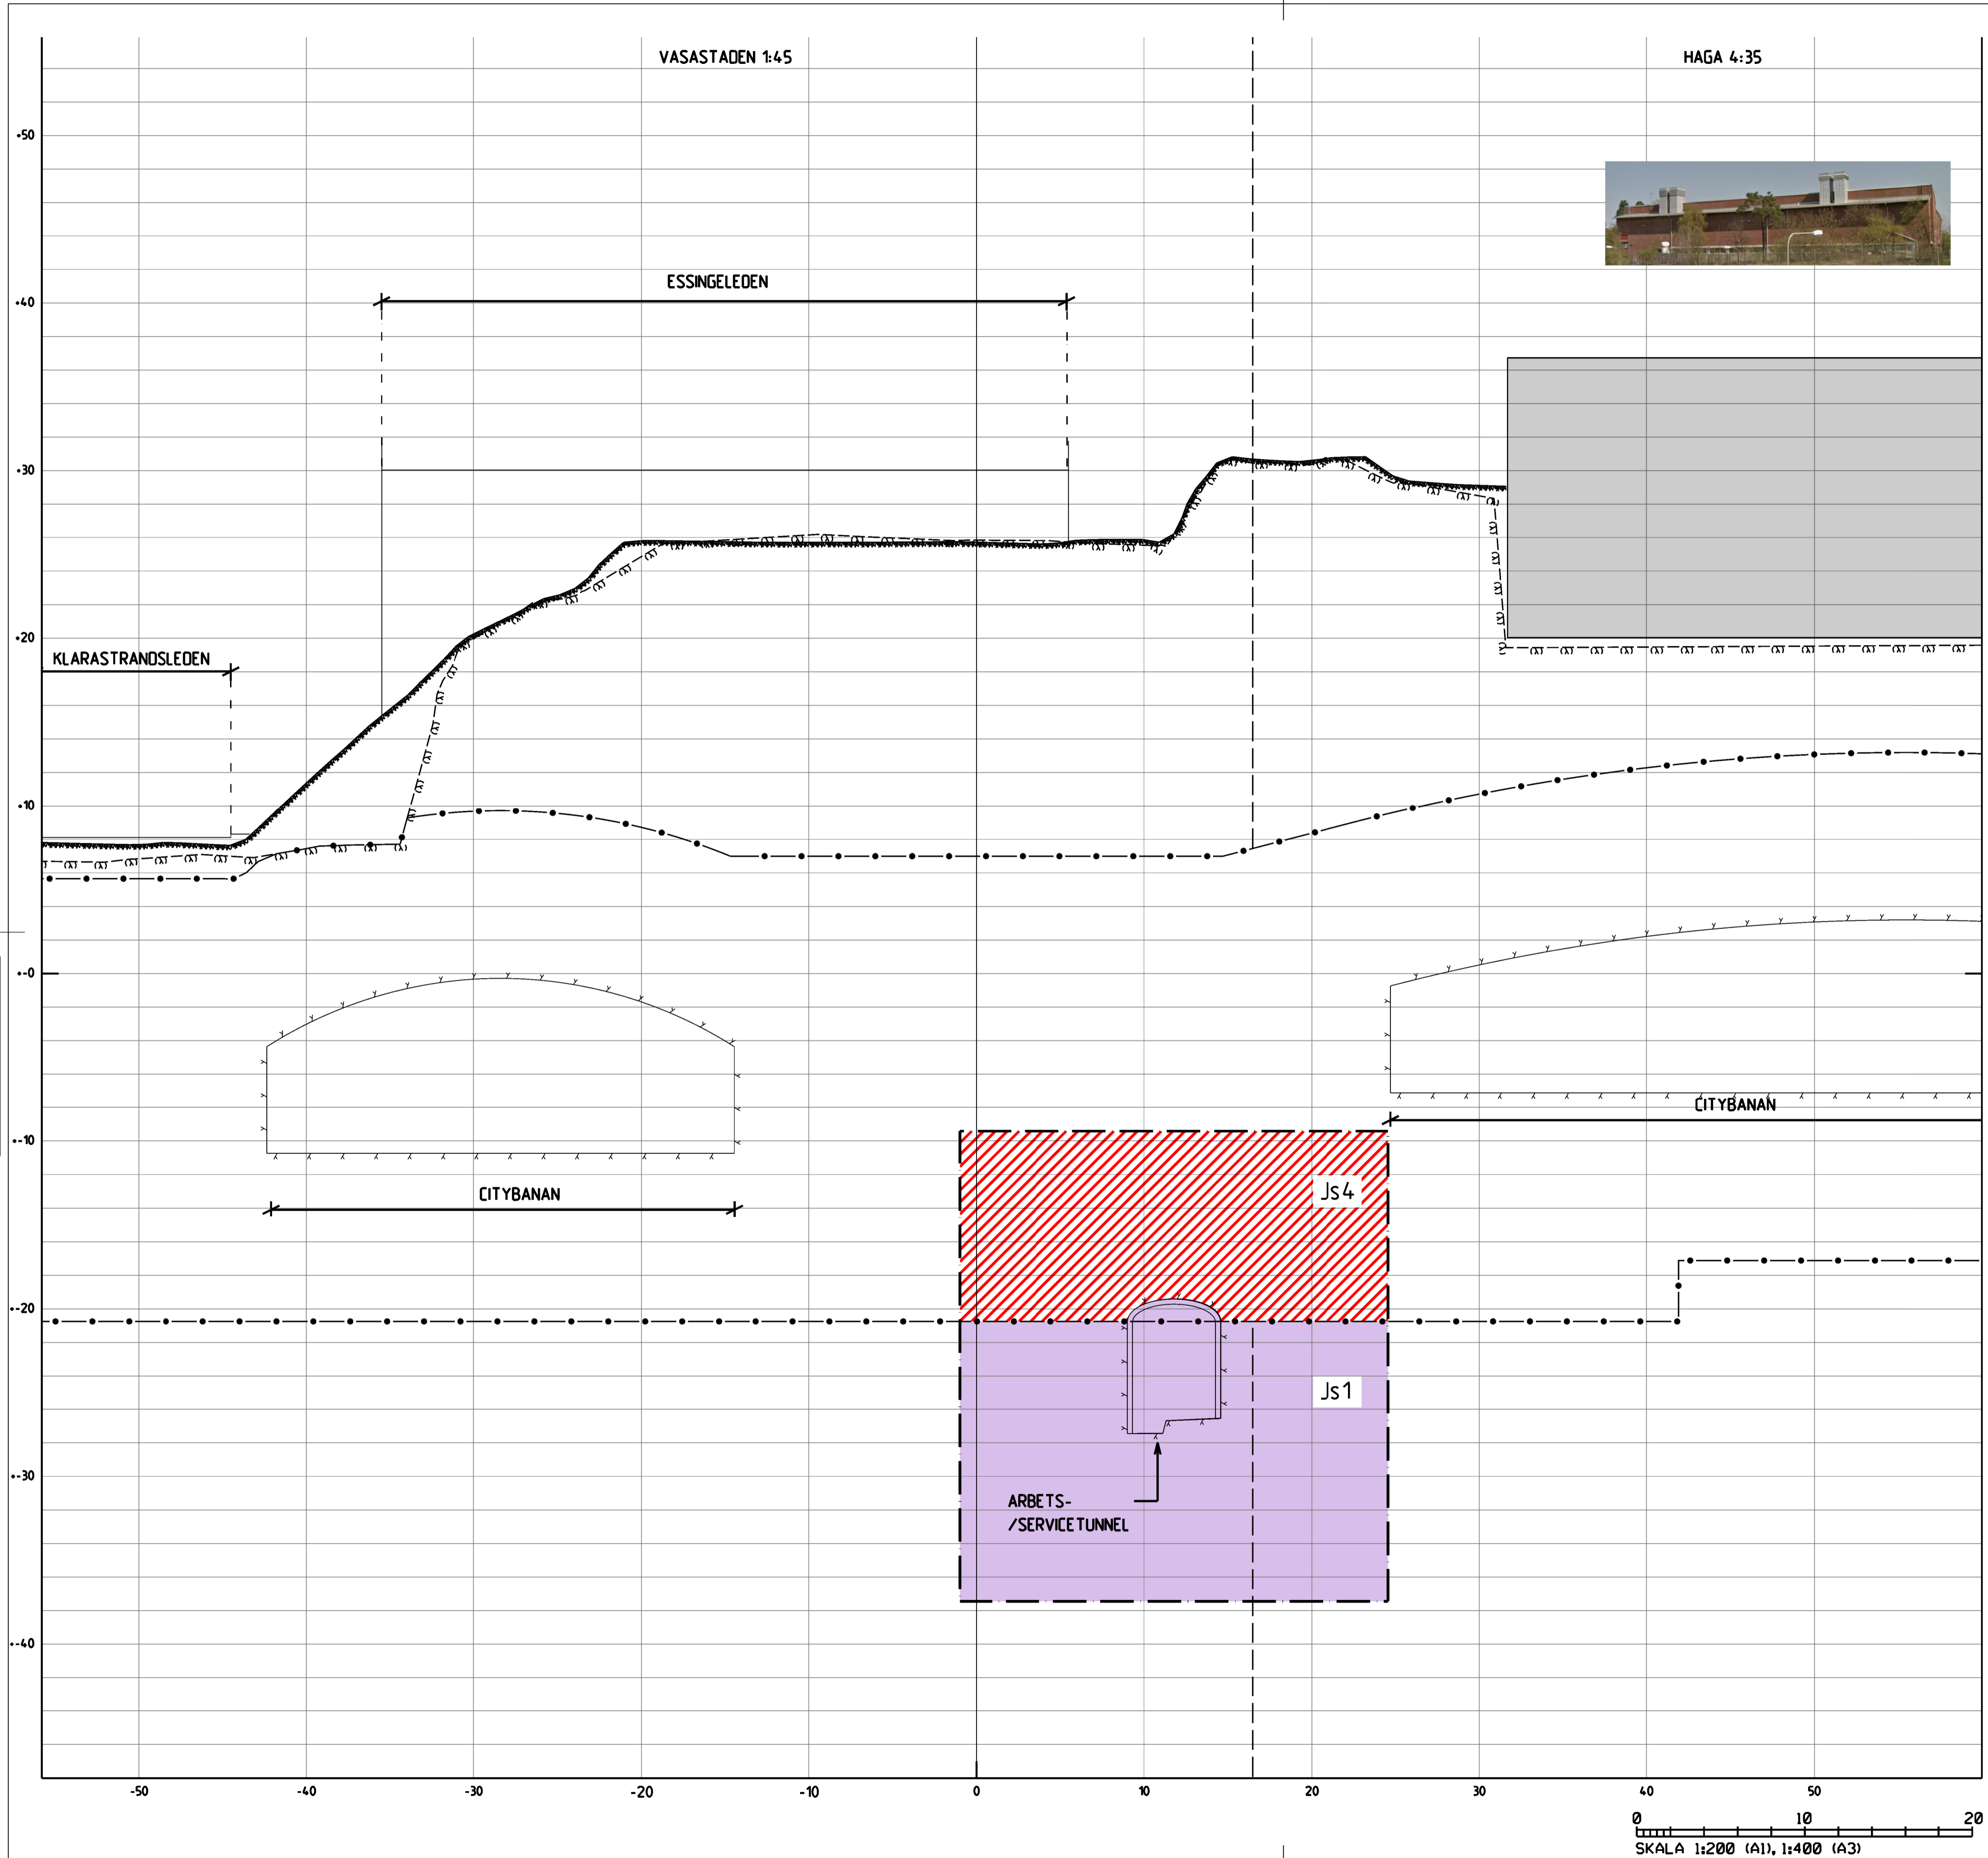 VASASTADEN 1:45
HAGA 4:35
+50
+40
ESSINGELEDEN
+30
+20
KLARASTRANDSLEDEN
+10
+-0
CITYBANAN
+-10
Js4
CITYBANAN
+-20
Js1
+-30
ARBETS-
/SERVICETUNNEL
+-40
-50 -40 -30 -20 -10 0 10 20 30 40 50
0 10 20
SKALA 1:200 (A1), 1:400 (A3)